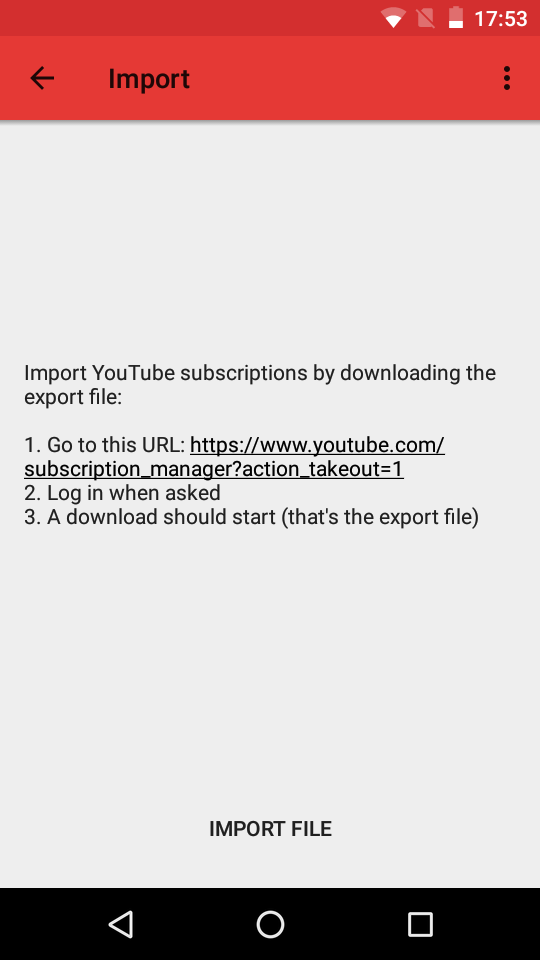 17:53
Import
Import YouTube subscriptions by downloading the
export file:
1. Go to this URL: https://www.youtube.com/
subscription_manager?action_takeout=1
2. Log in when asked
3. A download should start (that's the export file)
IMPORT FILE